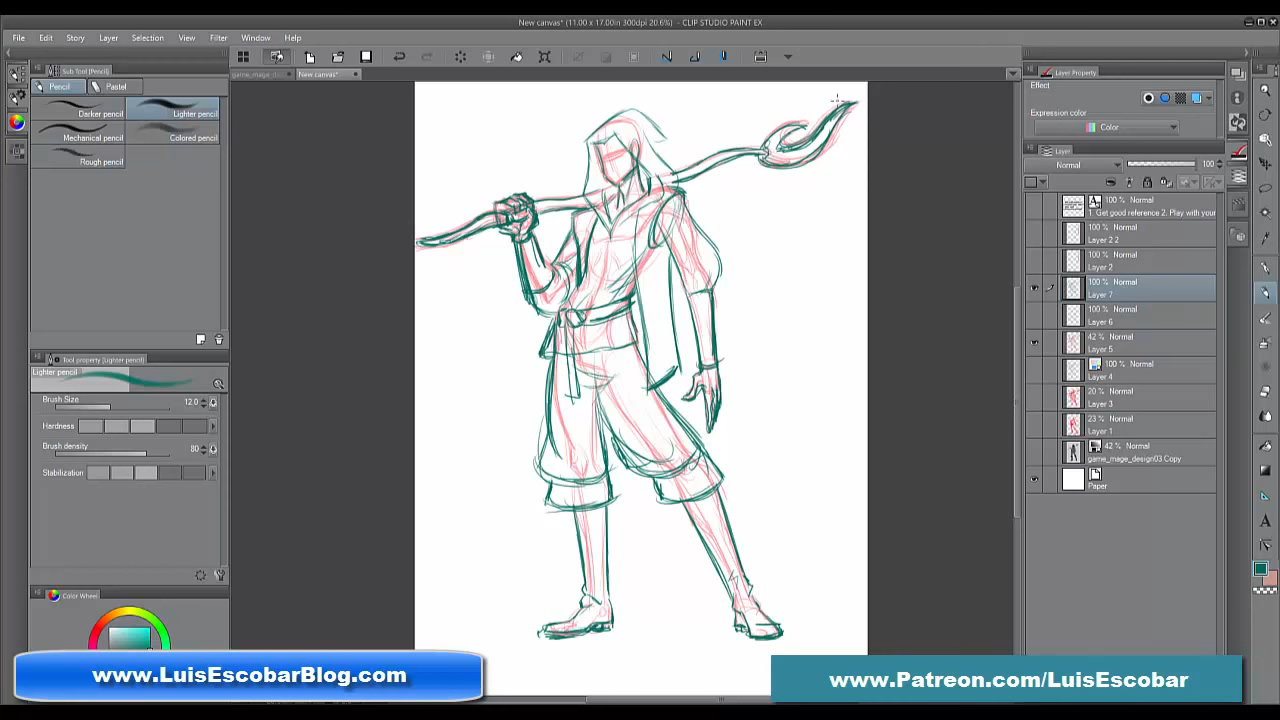 New canvas* (11.00 x 17.00in 300dpi 20.6%) - CLIP STUDIO PAINT EX
File Edit Story Layer Selection View Filter Window Help
Sub Tool [Pencil]
game_mage_d
New canvas*
Layer Property
Pencil Pastel
Effect
Darker pencil Lighter pencil
Expression color
Mechanical pencil Colored pencil
Color
Rough pencil
Layer
Normal 100
100 % Normal
1. Get good reference 2. Play with your
100 % Normal
Layer 2 2
100 % Normal
Layer 2
100 % Normal
Layer 7
100 % Normal
Layer 6
42 % Normal
Layer 5
100 % Normal
Layer 4
20 % Normal
Layer 3
23 % Normal
Layer 1
42 % Normal
game_mage_design03 Copy
Paper
Tool property [Lighter pencil]
Lighter pencil
Brush Size 12.0
Hardness
Brush density 80
Stabilization
Color Wheel
www.LuisEscobarBlog.com
www.Patreon.com/LuisEscobar